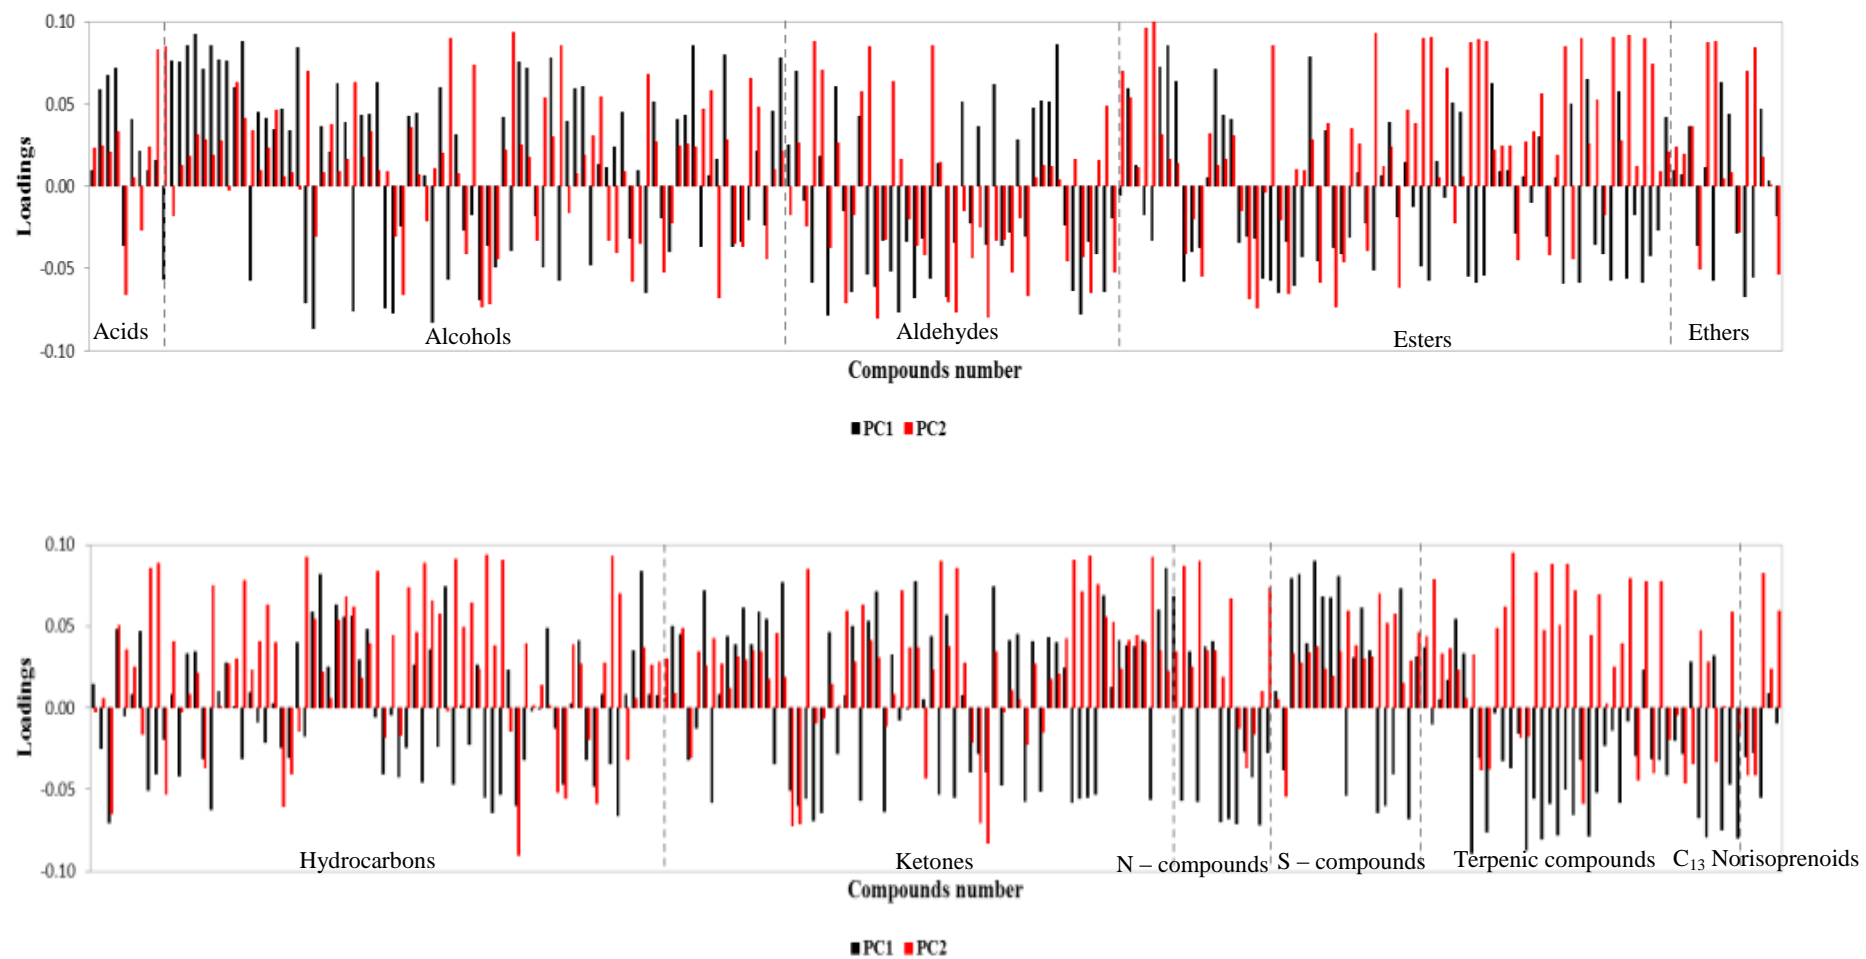 0.10
0.05
0.00
-0.05
-0.10
Loadings
Acids
Alcohols
Aldehydes
Esters
Ethers
Compounds number
PC1 PC2
0.10
0.05
0.00
-0.05
-0.10
Loadings
Hydrocarbons
Ketones
N – compounds
S – compounds
Terpenic compounds
C₁₃ Norisoprenoids
Compounds number
PC1 PC2